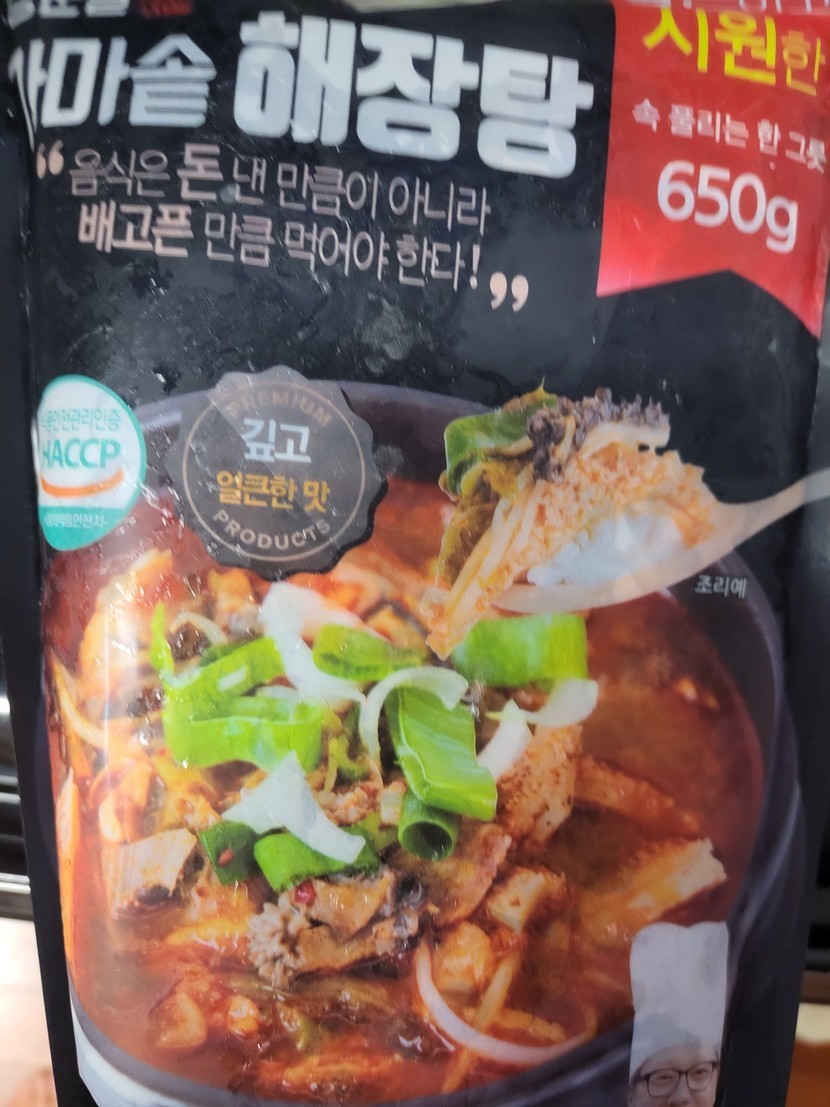 가마솥 해장탕
"음식은 돈 낸 만큼이 아니라
배고픈 만큼 먹어야 한다!"
시원한
속 풀리는 한 그릇
650g
HACCP
PREMIUM
깊고
얼큰한 맛
PRODUCTS
조리예